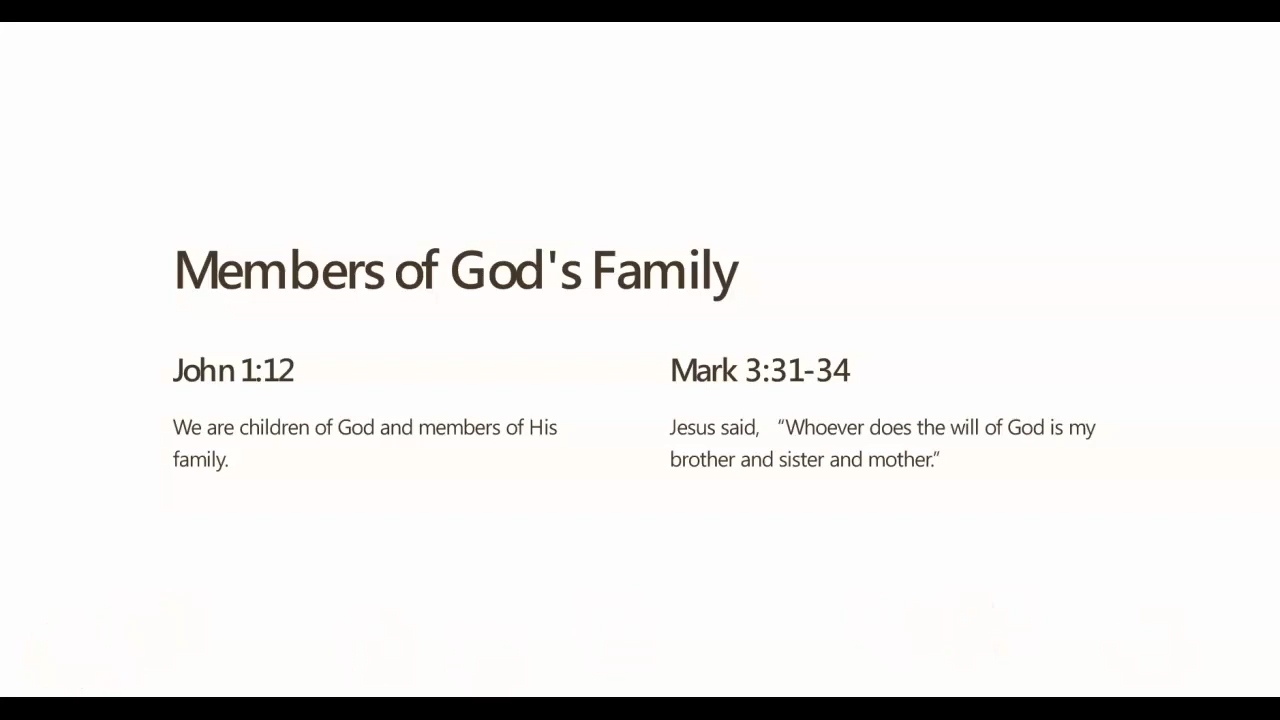 Members of God's Family
John 1:12
We are children of God and members of His
family.
Mark 3:31-34
Jesus said, “Whoever does the will of God is my
brother and sister and mother.”